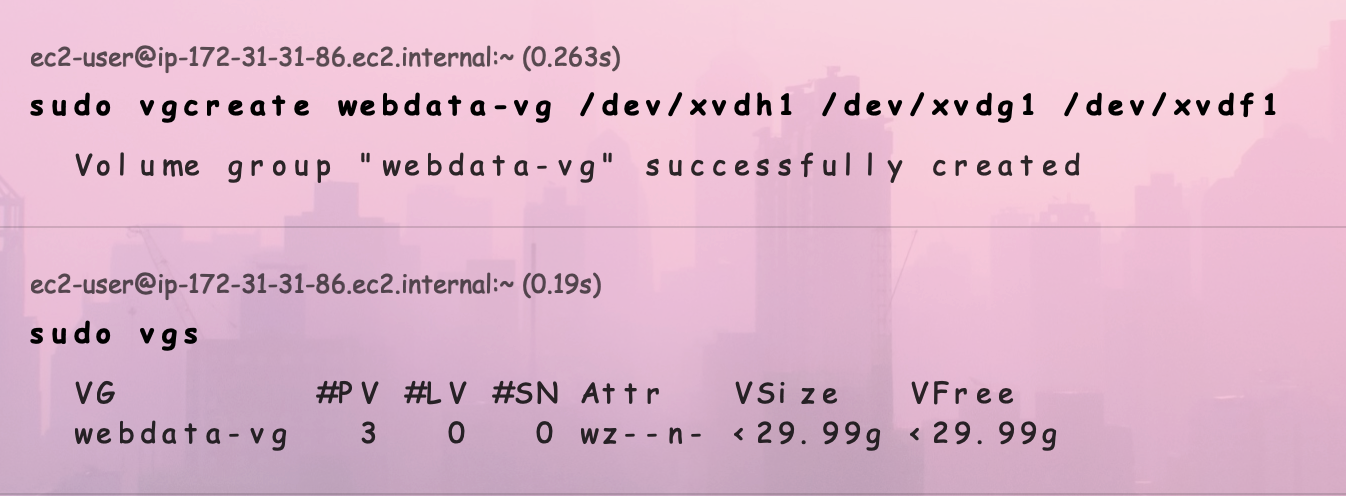 ec2-user@ip-172-31-31-86.ec2.internal:~ (0.263s)
sudo vgcreate webdata-vg /dev/xvdh1 /dev/xvdg1 /dev/xvdf1
Volume group "webdata-vg" successfully created
ec2-user@ip-172-31-31-86.ec2.internal:~ (0.19s)
sudo vgs
VG #PV #LV #SN Attr VSize VFree
webdata-vg 3 0 0 wz--n- <29.99g <29.99g